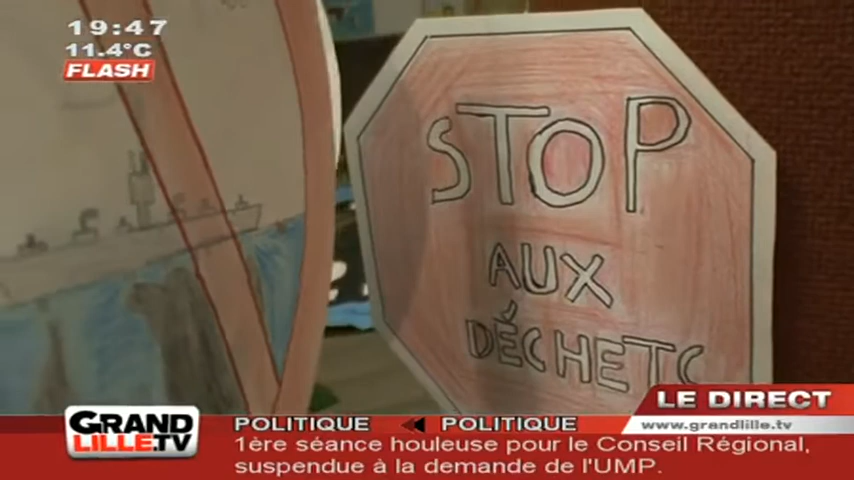 19:47
11.4°C
FLASH
STOP
AUX
DÉCHETS
LE DIRECT
www.grandlille.tv
GRAND
LILLE.TV
POLITIQUE POLITIQUE
1ère séance houleuse pour le Conseil Régional,
suspendue à la demande de l'UMP.